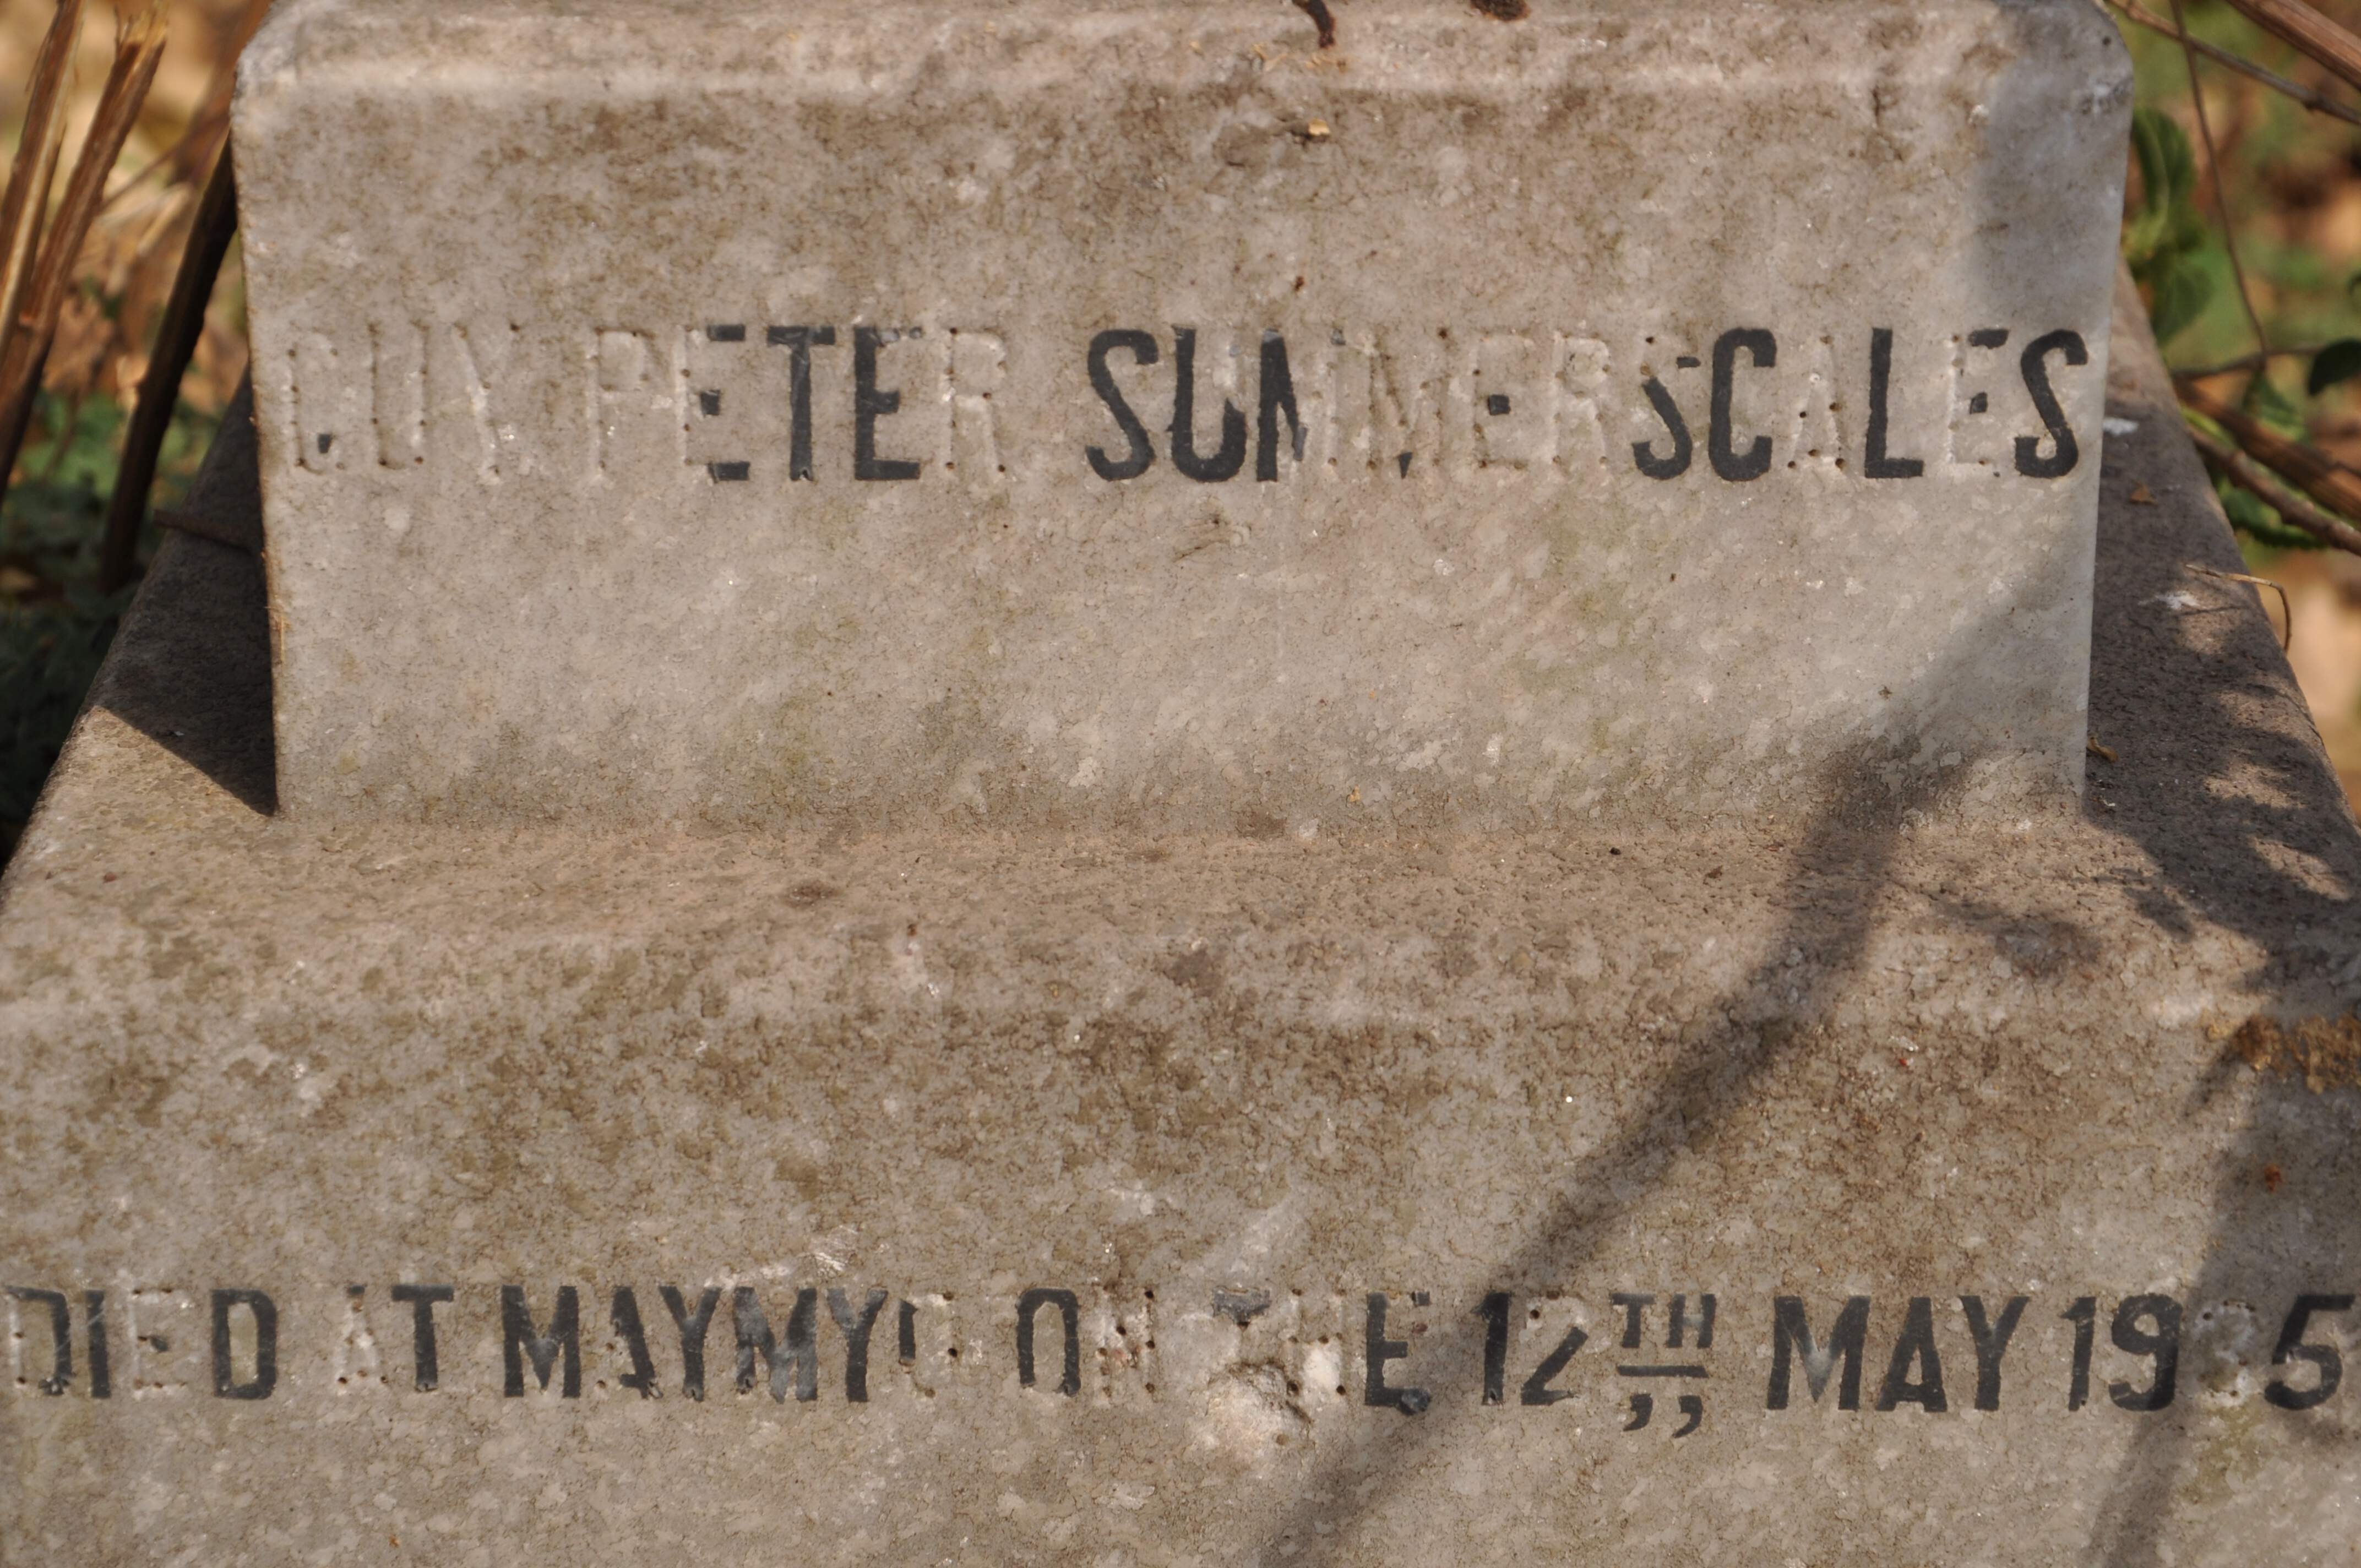 GUY PETER SUMMERSCALES
DIED AT MAYMYO ON THE 12TH MAY